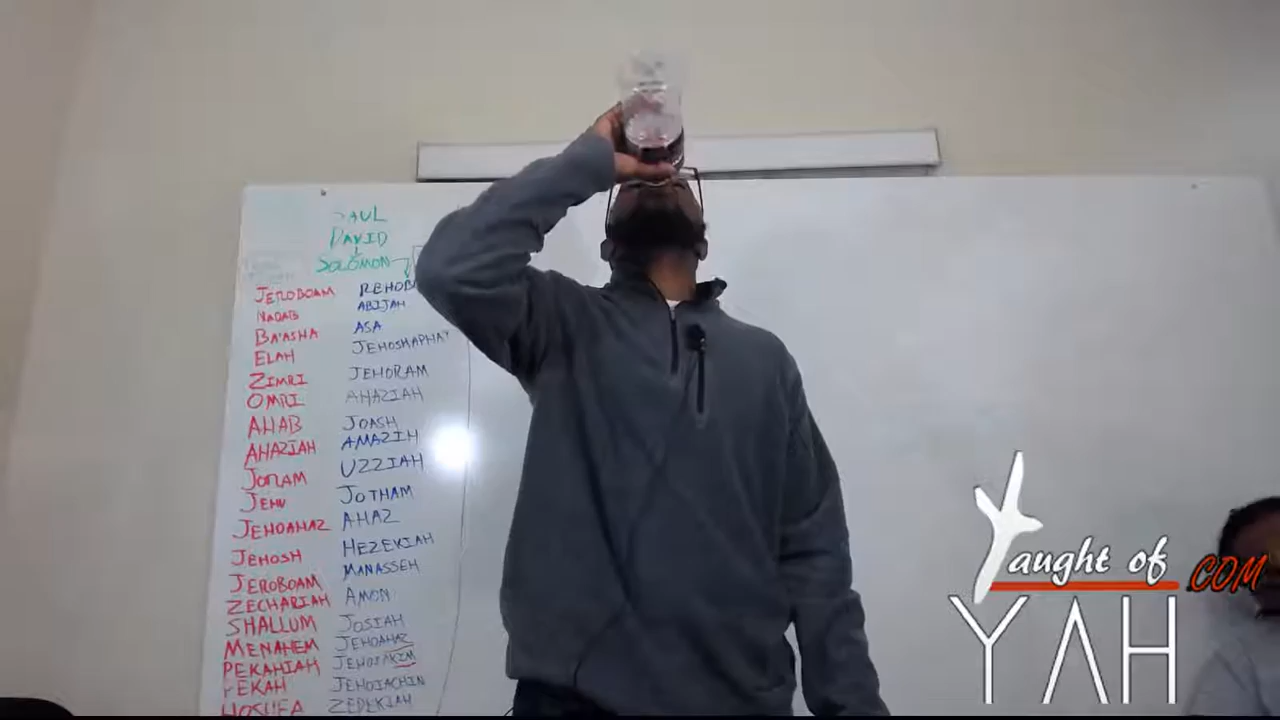 SAUL
DAVID
SOLOMON
JEROBOAM
NADAB
BA'ASHA
ELAH
ZIMRI
OMRI
AHAB
AHAZIAH
JORAM
JEHU
JEHOAHAZ
JEHOSH
JEROBOAM
ZECHARIAH
SHALLUM
MENAHEM
PEKAHIAH
PEKAH
HOSHEA
REHOB
ABIJAH
ASA
JEHOSHAPHAT
JEHORAM
AHAZIAH
JOASH
AMAZIH
UZZIAH
JOTHAM
AHAZ
HEZEKIAH
MANASSEH
AMON
JOSIAH
JEHOAHAZ
JEHOIAKIM
JEHOIACHIN
ZEDEKIAH
Yaught of
YAH
.COM